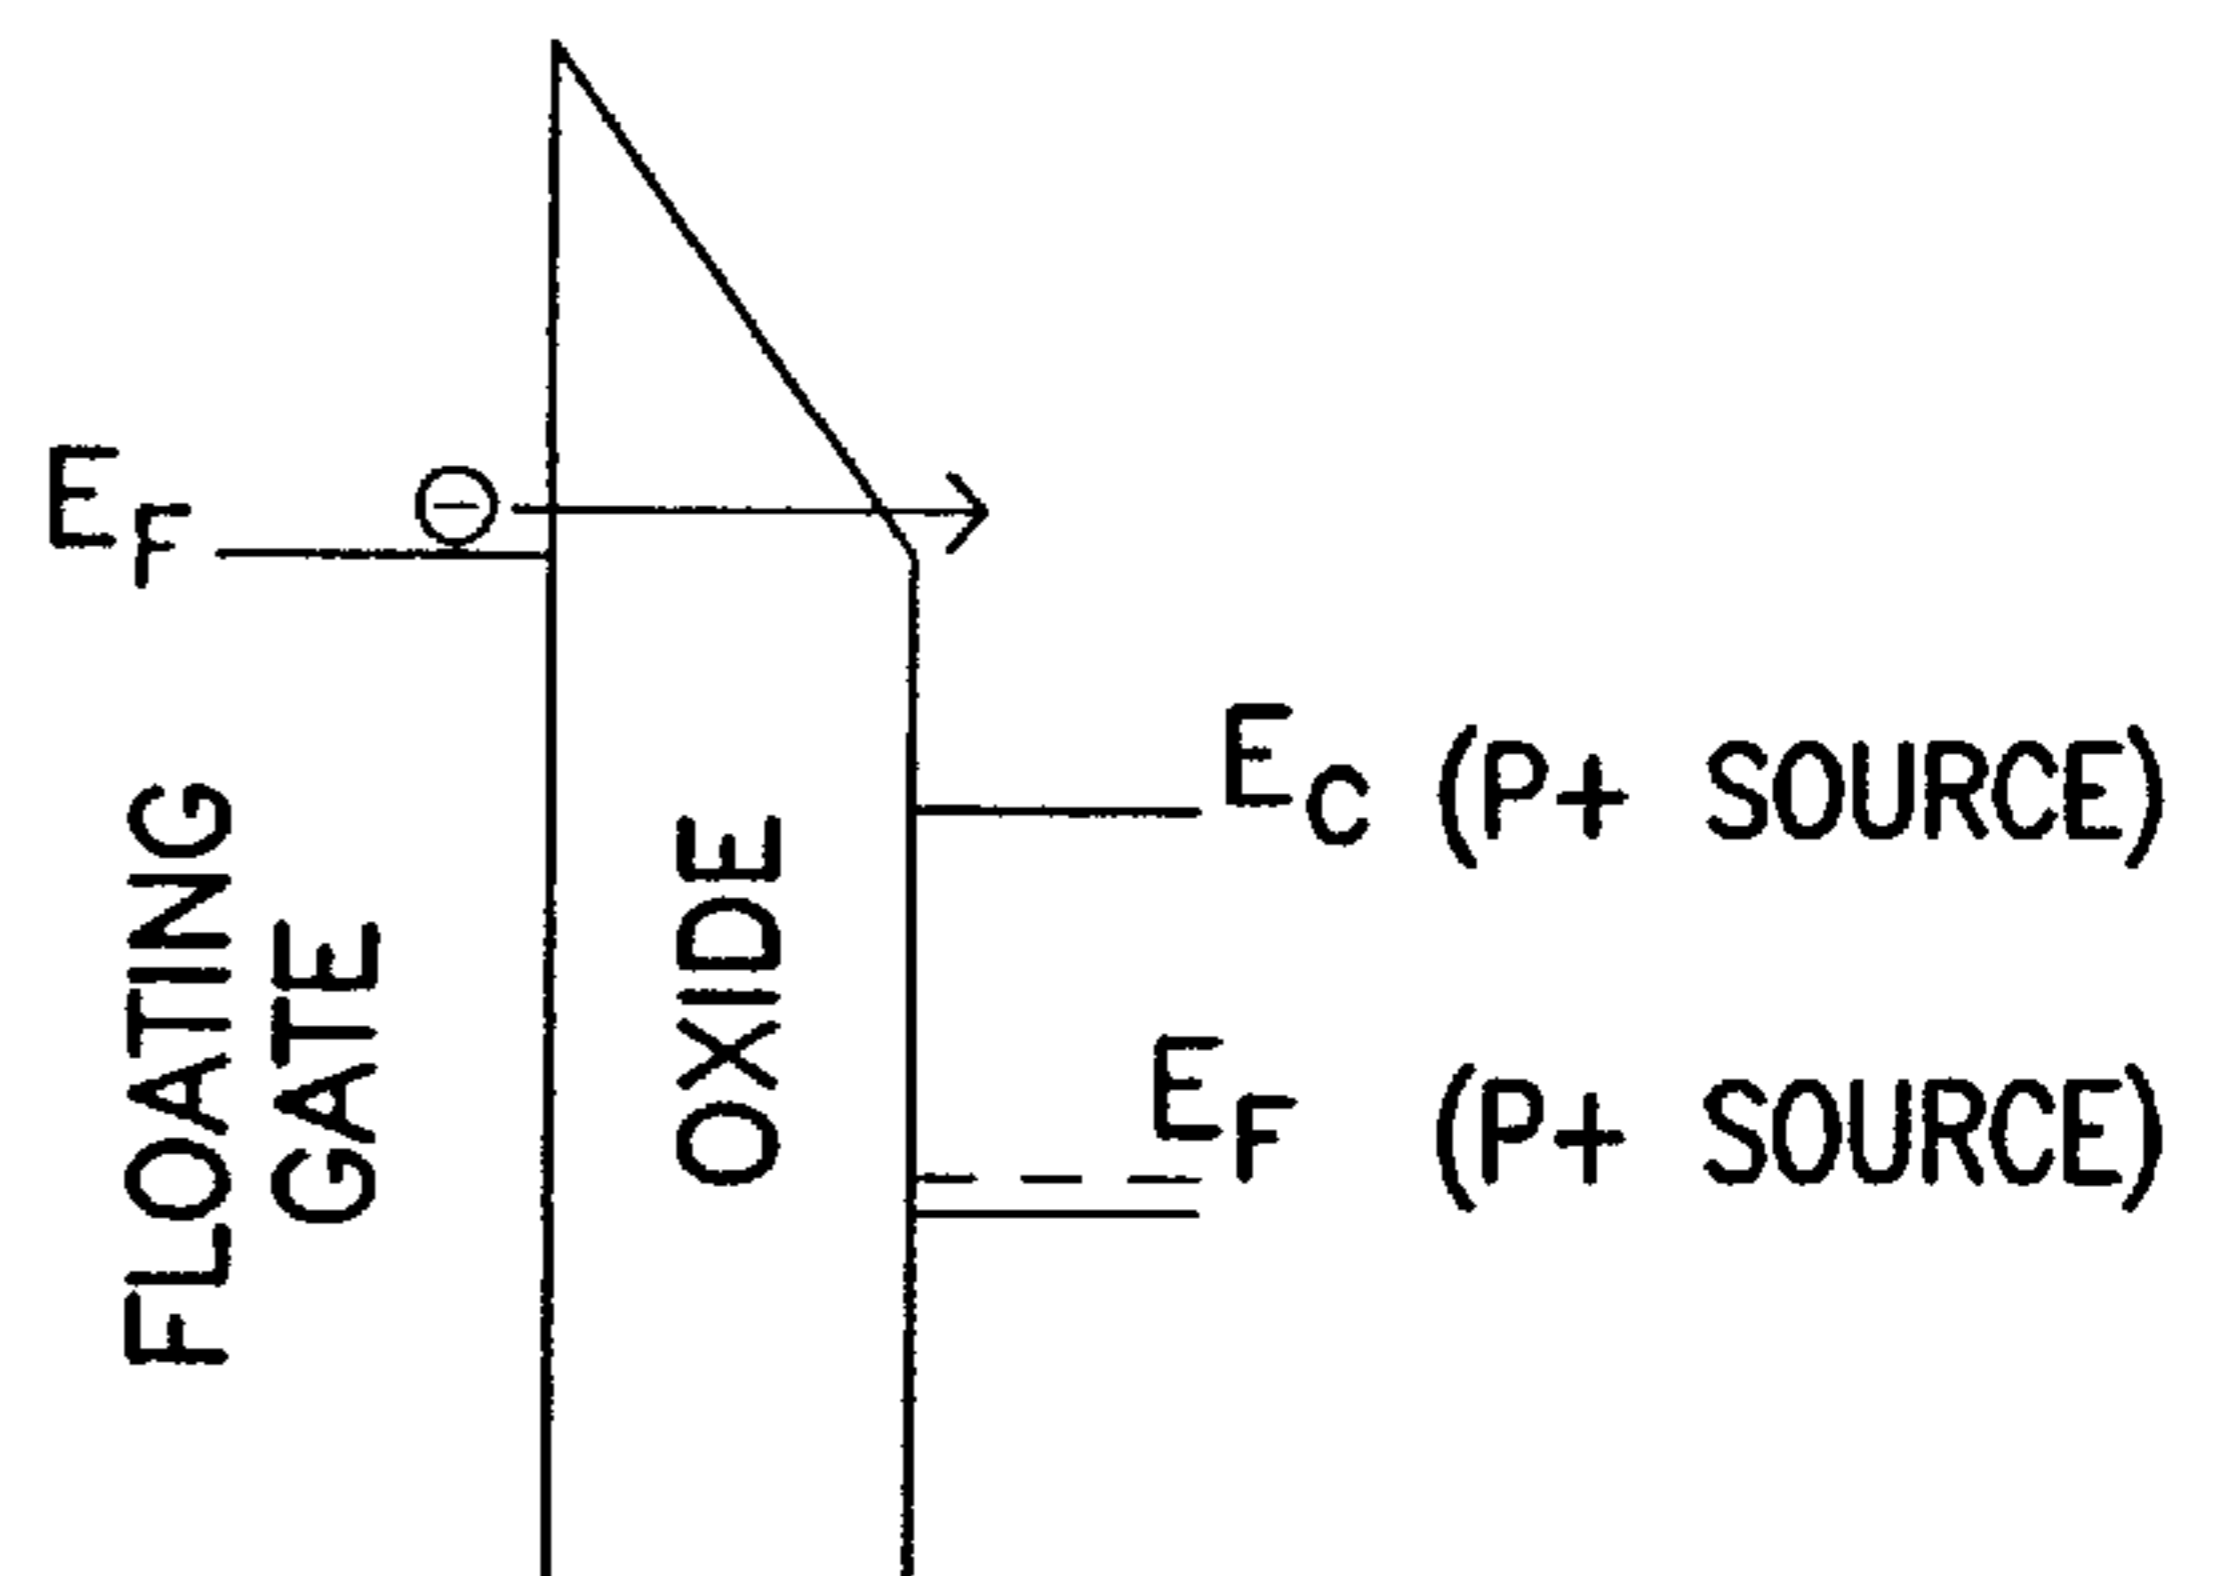 E_F
⊖
FLOATING
GATE
OXIDE
E_C (P+ SOURCE)
E_F (P+ SOURCE)